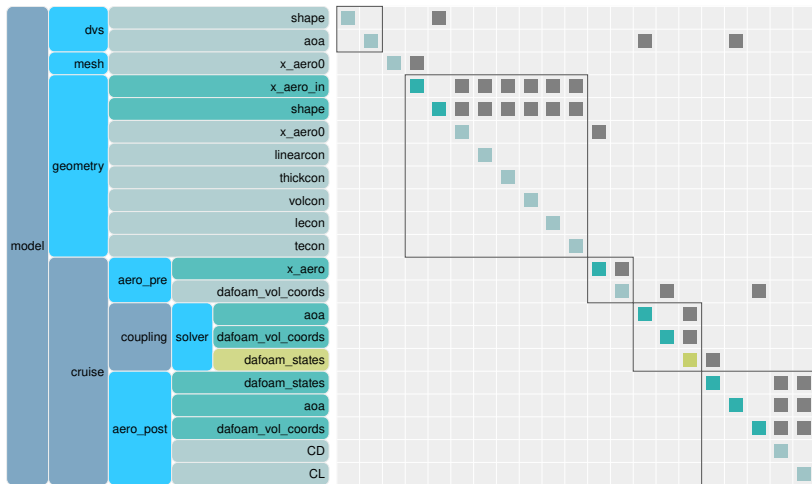 shape
dvs
aoa
mesh
x_aero0
x_aero_in
shape
x_aero0
linearcon
geometry
thickcon
volcon
lecon
model
tecon
x_aero
aero_pre
dafoam_vol_coords
aoa
coupling
solver
dafoam_vol_coords
dafoam_states
cruise
dafoam_states
aoa
aero_post
dafoam_vol_coords
CD
CL